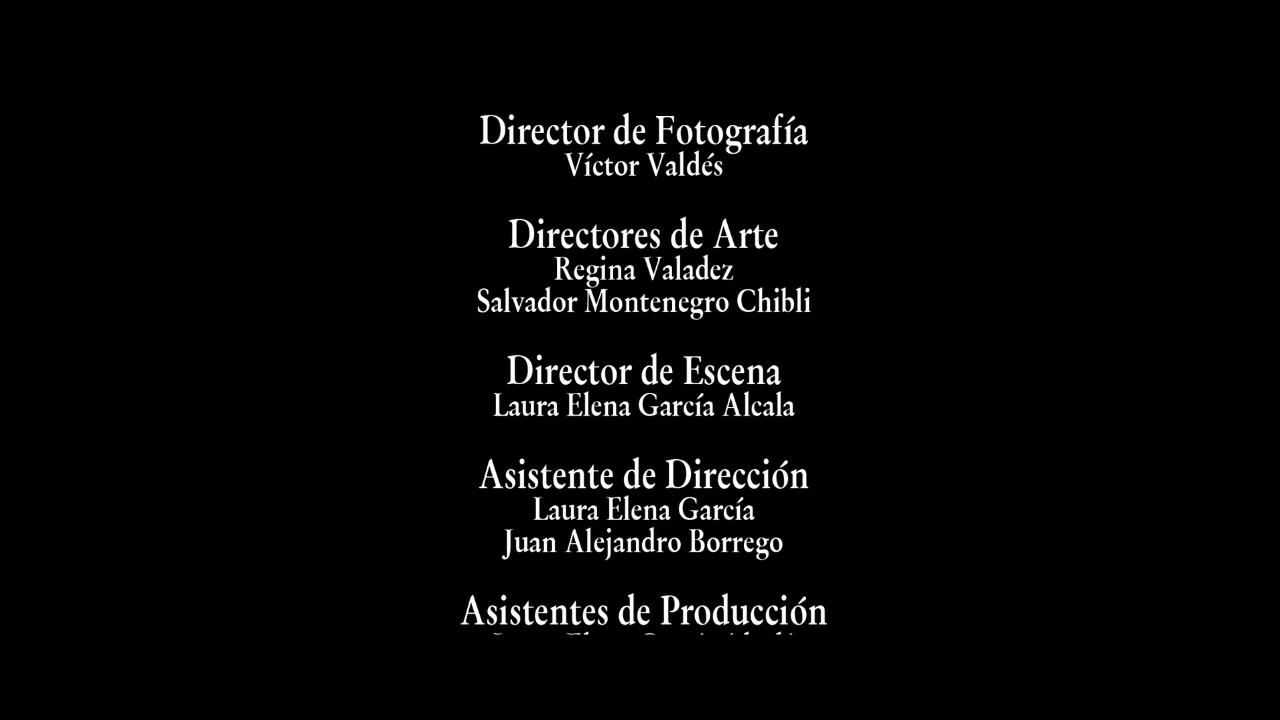 Director de Fotografía
Víctor Valdés
Directores de Arte
Regina Valadez
Salvador Montenegro Chibli
Director de Escena
Laura Elena García Alcala
Asistente de Dirección
Laura Elena García
Juan Alejandro Borrego
Asistentes de Producción